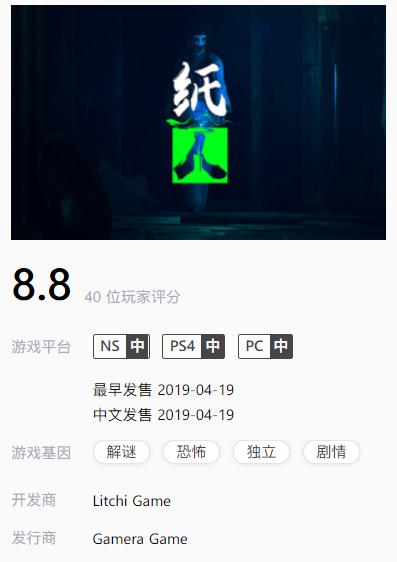 纸
人
8.8 40 位玩家评分
游戏平台 NS 中 PS4 中 PC 中
最早发售 2019-04-19
中文发售 2019-04-19
游戏基因 解谜 恐怖 独立 剧情
开发商 Litchi Game
发行商 Gamera Game